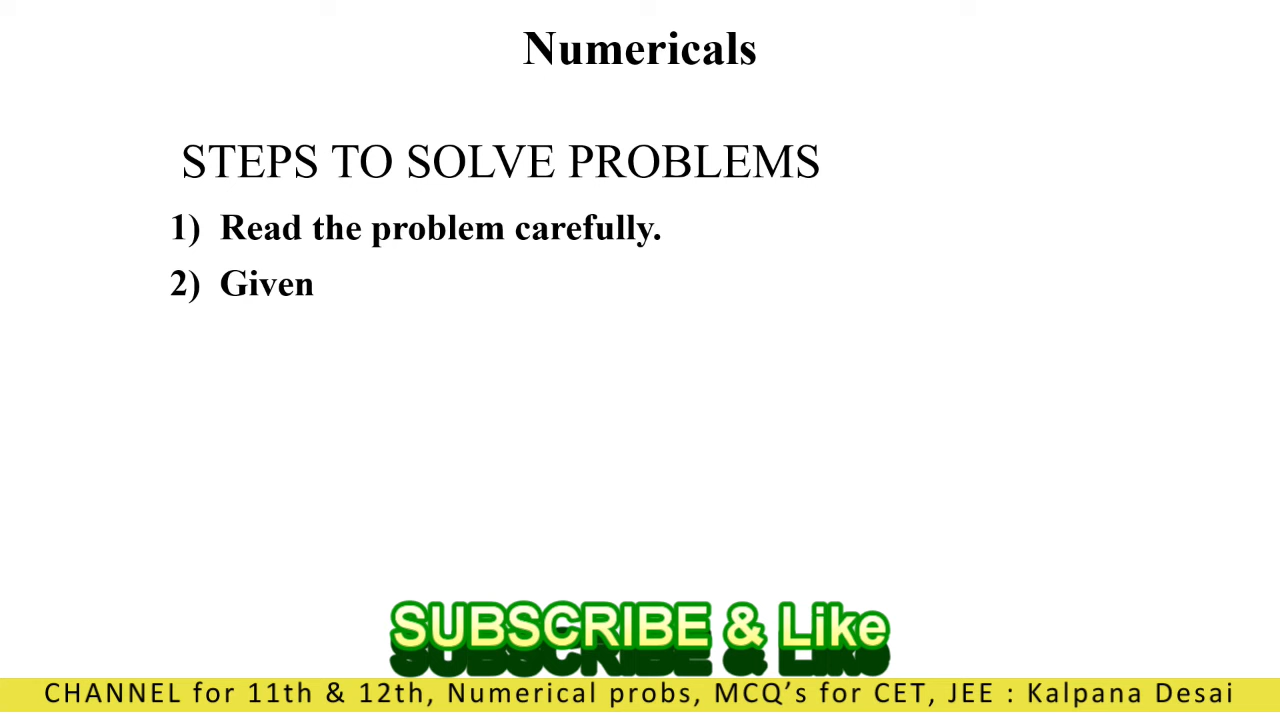 Numericals
STEPS TO SOLVE PROBLEMS
1) Read the problem carefully.
2) Given
SUBSCRIBE & Like
CHANNEL for 11th & 12th, Numerical probs, MCQ’s for CET, JEE : Kalpana Desai